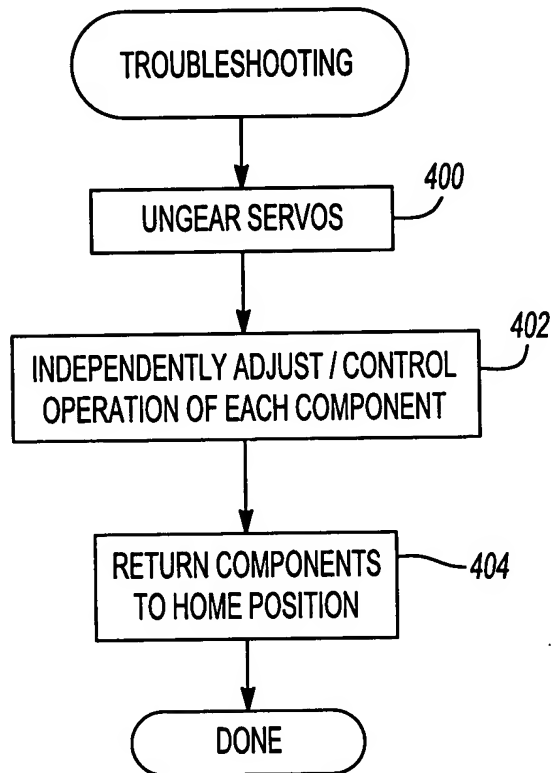 TROUBLESHOOTING
400
UNGEAR SERVOS
402
INDEPENDENTLY ADJUST / CONTROL
OPERATION OF EACH COMPONENT
RETURN COMPONENTS
TO HOME POSITION
404
DONE